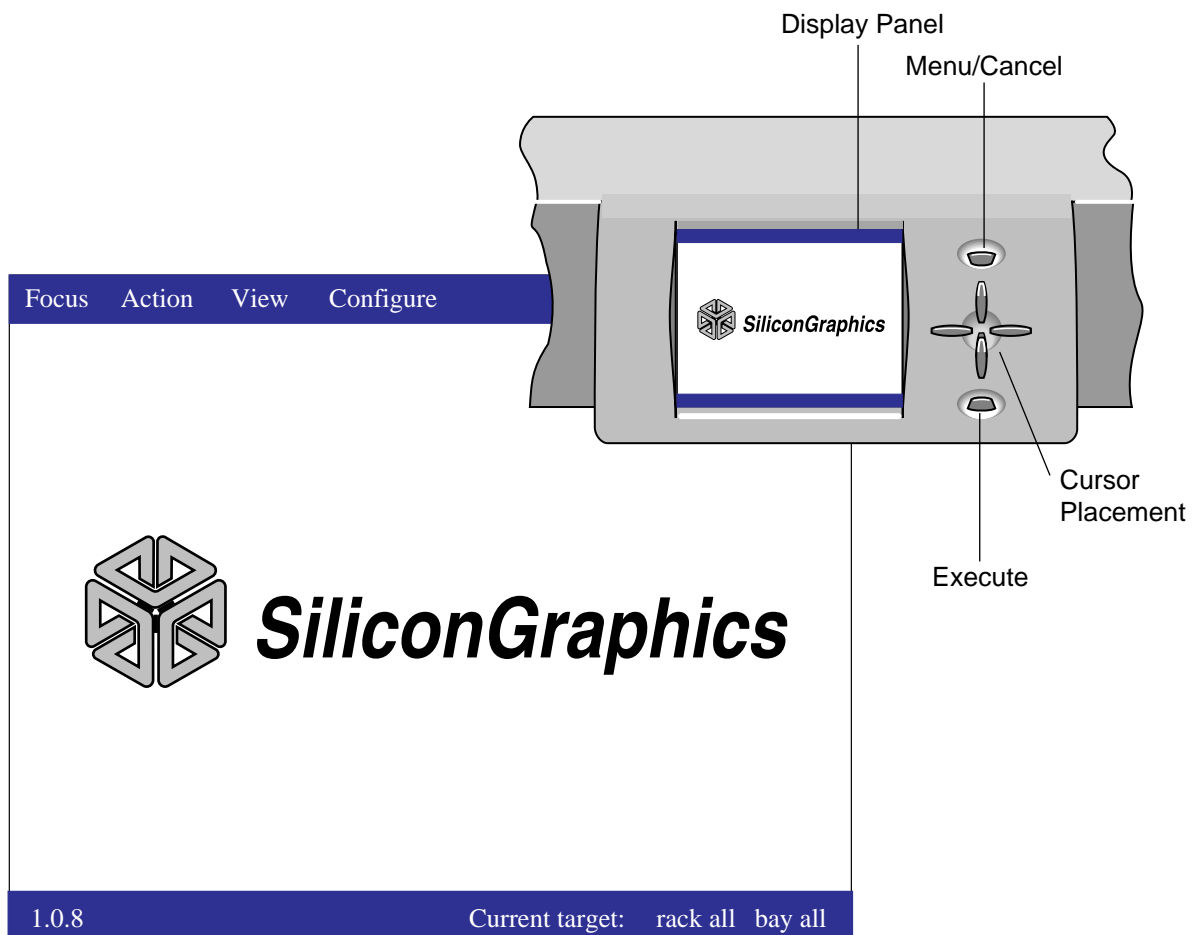 Display Panel
Menu/Cancel
SiliconGraphics
Focus Action View Configure
Cursor
Placement
Execute
SiliconGraphics
1.0.8 Current target: rack all bay all